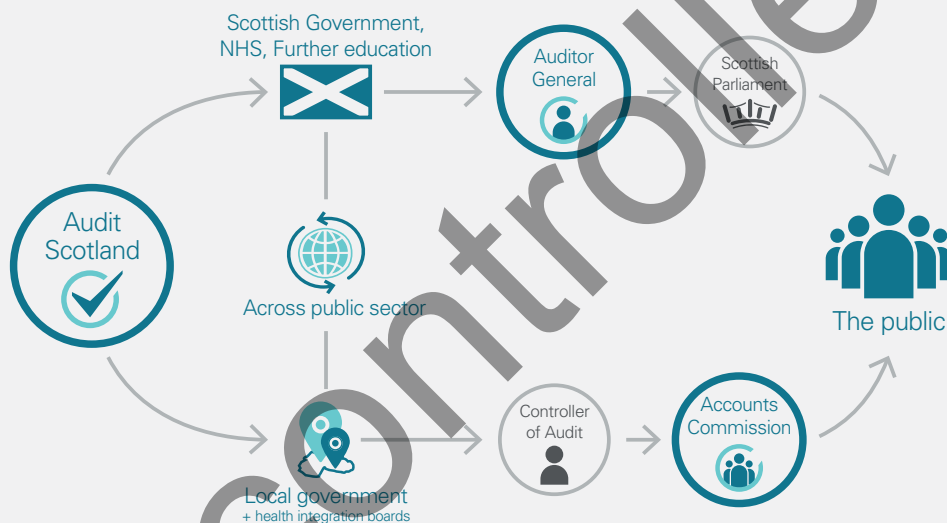 Scottish Government,
NHS, Further education
Auditor
General
Scottish
Parliament
Audit
Scotland
Across public sector
The public
Controller
of Audit
Accounts
Commission
Local government
+ health integration boards
controlle